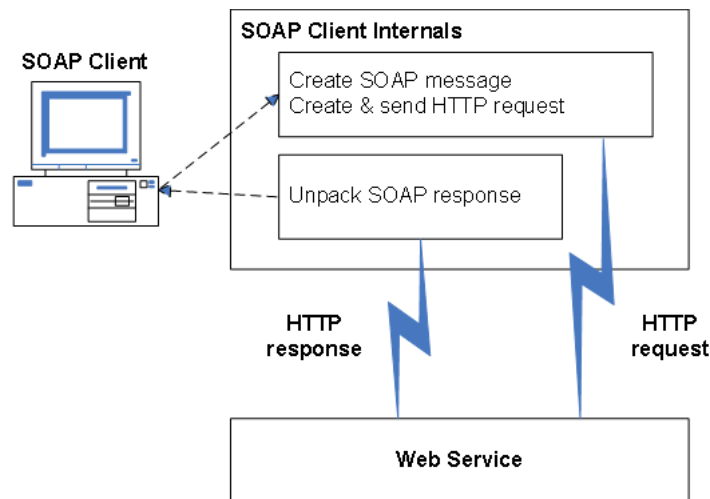 SOAP Client Internals
SOAP Client
Create SOAP message
Create & send HTTP request
Unpack SOAP response
HTTP
response
HTTP
request
Web Service